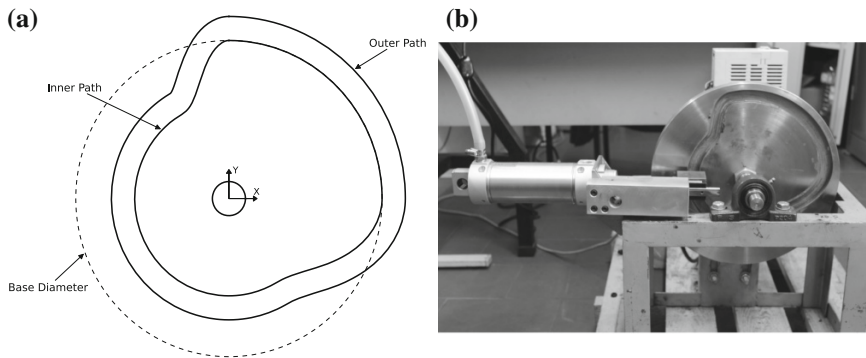 (a)
Outer Path
Inner Path
Y
X
Base Diameter
(b)